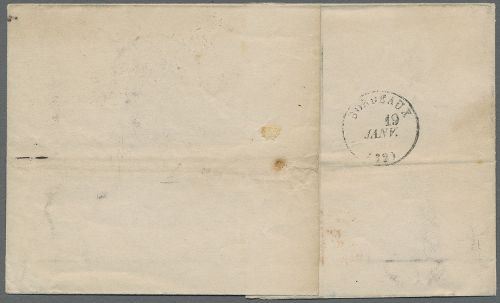 BORDEAUX
19
JANV.
(32)